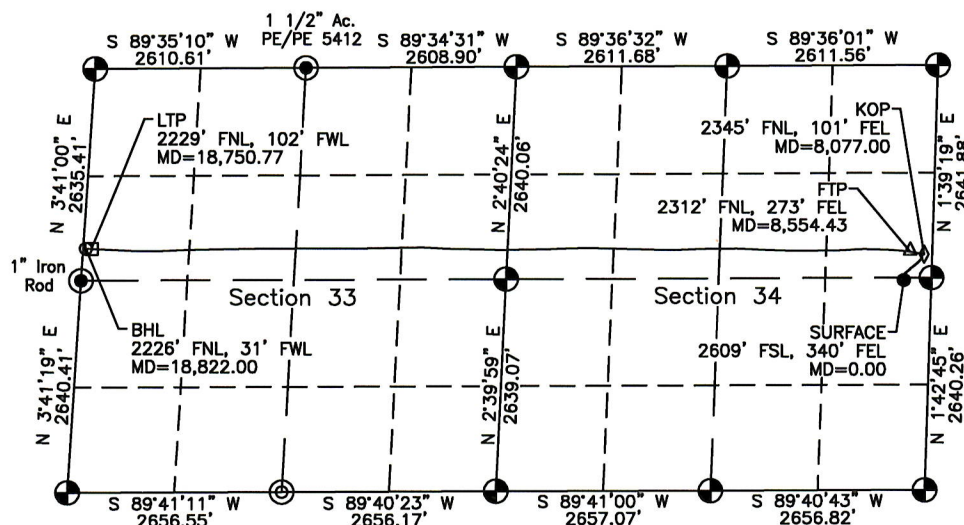 1 1/2" Ac.
PE/PE 5412
S 89°35'10" W
2610.61'
S 89°34'31" W
2608.90'
S 89°36'32" W
2611.68'
S 89°36'01" W
2611.56'
N 3°41'00" E
2635.41'
LTP
2229' FNL, 102' FWL
MD=18,750.77
N 2°40'24" E
2640.06'
KOP
2345' FNL, 101' FEL
MD=8,077.00
N 1°39'19" E
2641.88'
FTP
2312' FNL, 273' FEL
MD=8,554.43
1" Iron
Rod
Section 33
Section 34
N 3°41'19" E
2640.41'
BHL
2226' FNL, 31' FWL
MD=18,822.00
N 2°39'59" E
2639.07'
SURFACE
2609' FSL, 340' FEL
MD=0.00
N 1°42'45" E
2640.26'
S 89°41'11" W
2656.55'
S 89°40'23" W
2656.17'
S 89°41'00" W
2657.07'
S 89°40'43" W
2656.82'